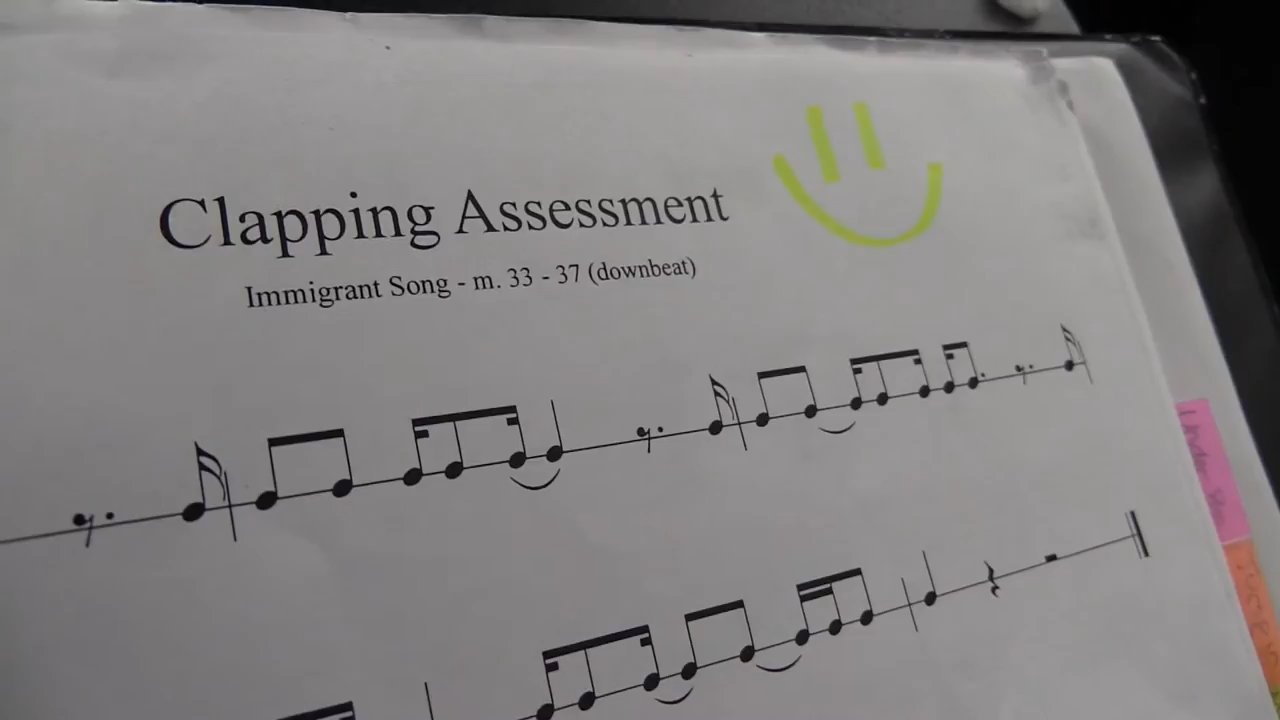 Clapping Assessment
Immigrant Song - m. 33 - 37 (downbeat)